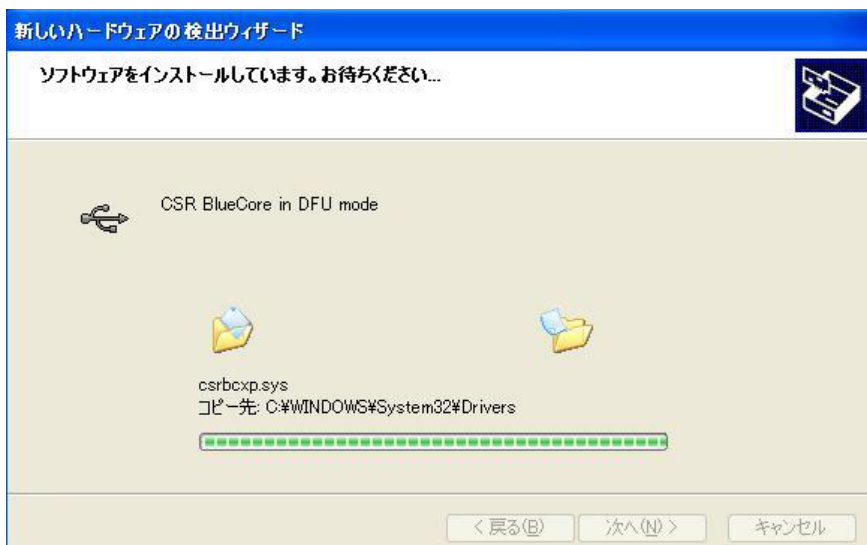 新しいハードウェアの検出ウィザード
ソフトウェアをインストールしています。お待ちください...
CSR BlueCore in DFU mode
csrbcxp.sys
コピー先: C:¥WINDOWS¥System32¥Drivers
< 戻る(B)
次へ(N) >
キャンセル